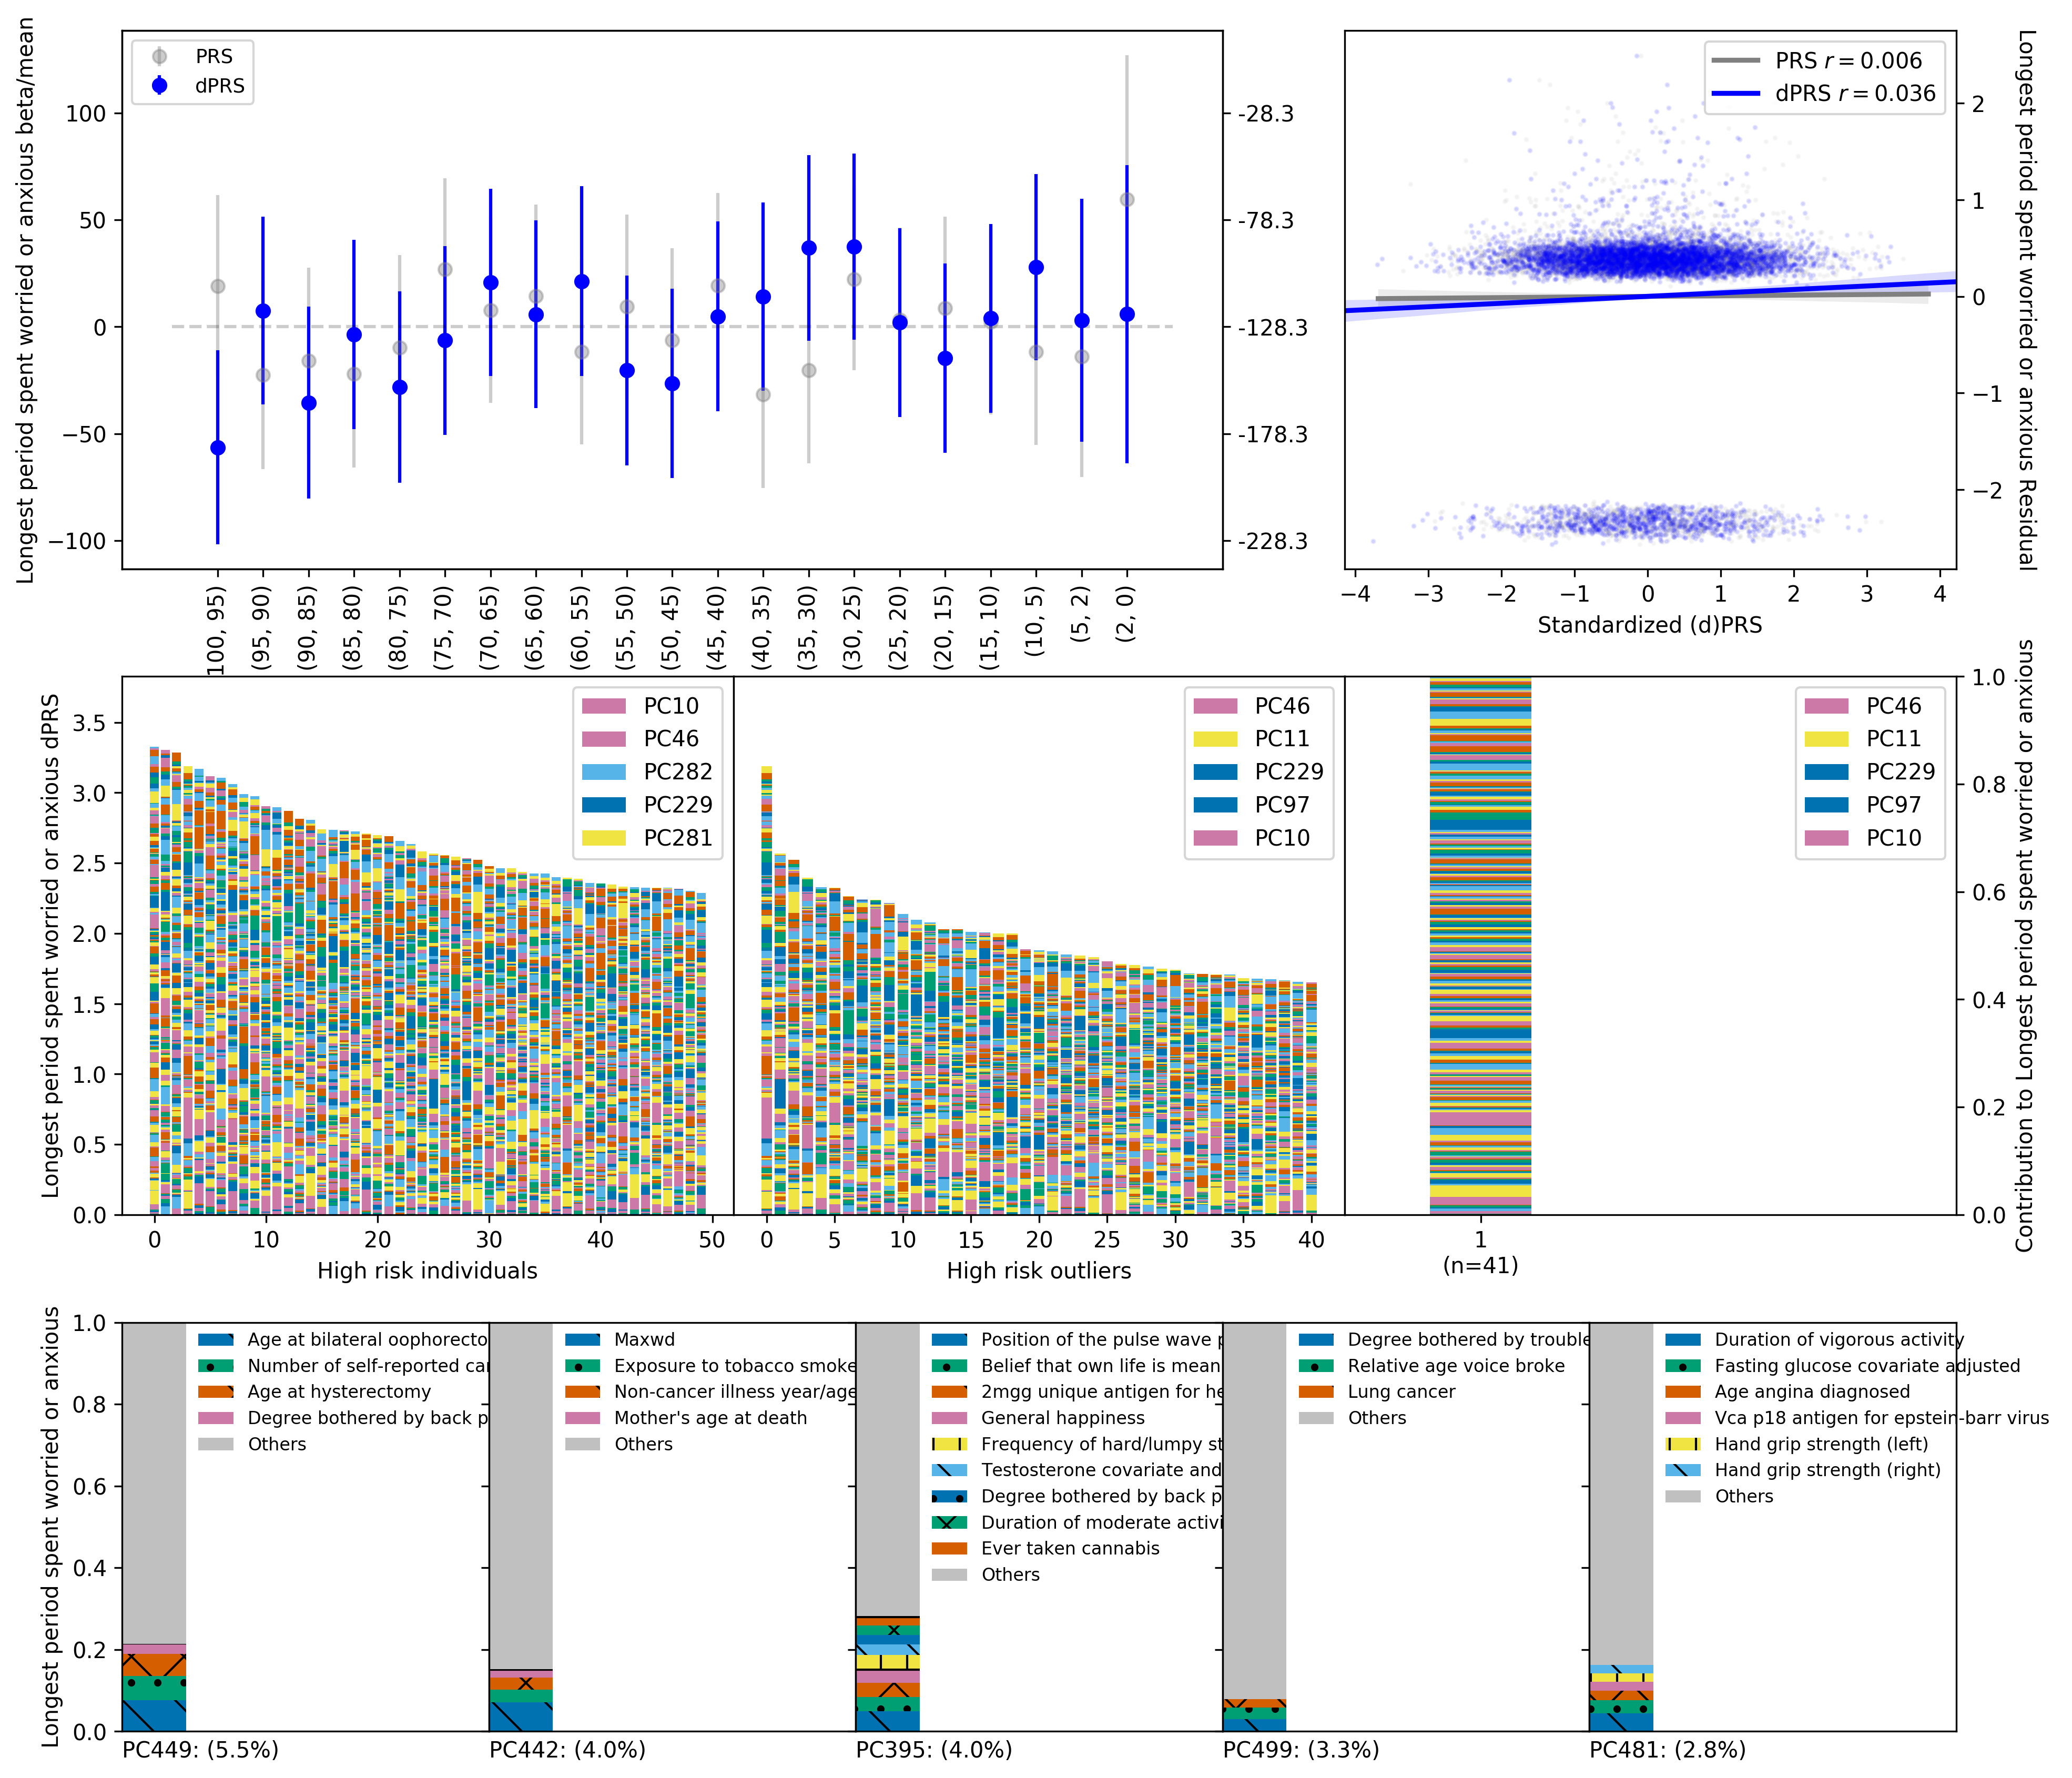 Longest period spent worried or anxious beta/mean
100
50
0
−50
−100
PRS
dPRS
-28.3
-78.3
-128.3
-178.3
-228.3
100, 95)
(95, 90)
(90, 85)
(85, 80)
(80, 75)
(75, 70)
(70, 65)
(65, 60)
(60, 55)
(55, 50)
(50, 45)
(45, 40)
(40, 35)
(35, 30)
(30, 25)
(25, 20)
(20, 15)
(15, 10)
(10, 5)
(5, 2)
(2, 0)
PRS r = 0.006
dPRS r = 0.036
2
1
0
−1
−2
Longest period spent worried or anxious Residual
−4 −3 −2 −1 0 1 2 3 4
Standardized (d)PRS
Longest period spent worried or anxious dPRS
3.5
3.0
2.5
2.0
1.5
1.0
0.5
0.0
PC10
PC46
PC282
PC229
PC281
0 10 20 30 40 50
High risk individuals
PC46
PC11
PC229
PC97
PC10
0 5 10 15 20 25 30 35 40
High risk outliers
PC46
PC11
PC229
PC97
PC10
1
(n=41)
1.0
0.8
0.6
0.4
0.2
0.0
Contribution to Longest period spent worried or anxious
Longest period spent worried or anxious
1.0
0.8
0.6
0.4
0.2
0.0
Age at bilateral oophorecto
Number of self-reported car
Age at hysterectomy
Degree bothered by back p
Others
PC449: (5.5%)
Maxwd
Exposure to tobacco smoke
Non-cancer illness year/age
Mother's age at death
Others
PC442: (4.0%)
Position of the pulse wave p
Belief that own life is mean
2mgg unique antigen for he
General happiness
Frequency of hard/lumpy st
Testosterone covariate and
Degree bothered by back p
Duration of moderate activi
Ever taken cannabis
Others
PC395: (4.0%)
Degree bothered by trouble
Relative age voice broke
Lung cancer
Others
PC499: (3.3%)
Duration of vigorous activity
Fasting glucose covariate adjusted
Age angina diagnosed
Vca p18 antigen for epstein-barr virus
Hand grip strength (left)
Hand grip strength (right)
Others
PC481: (2.8%)